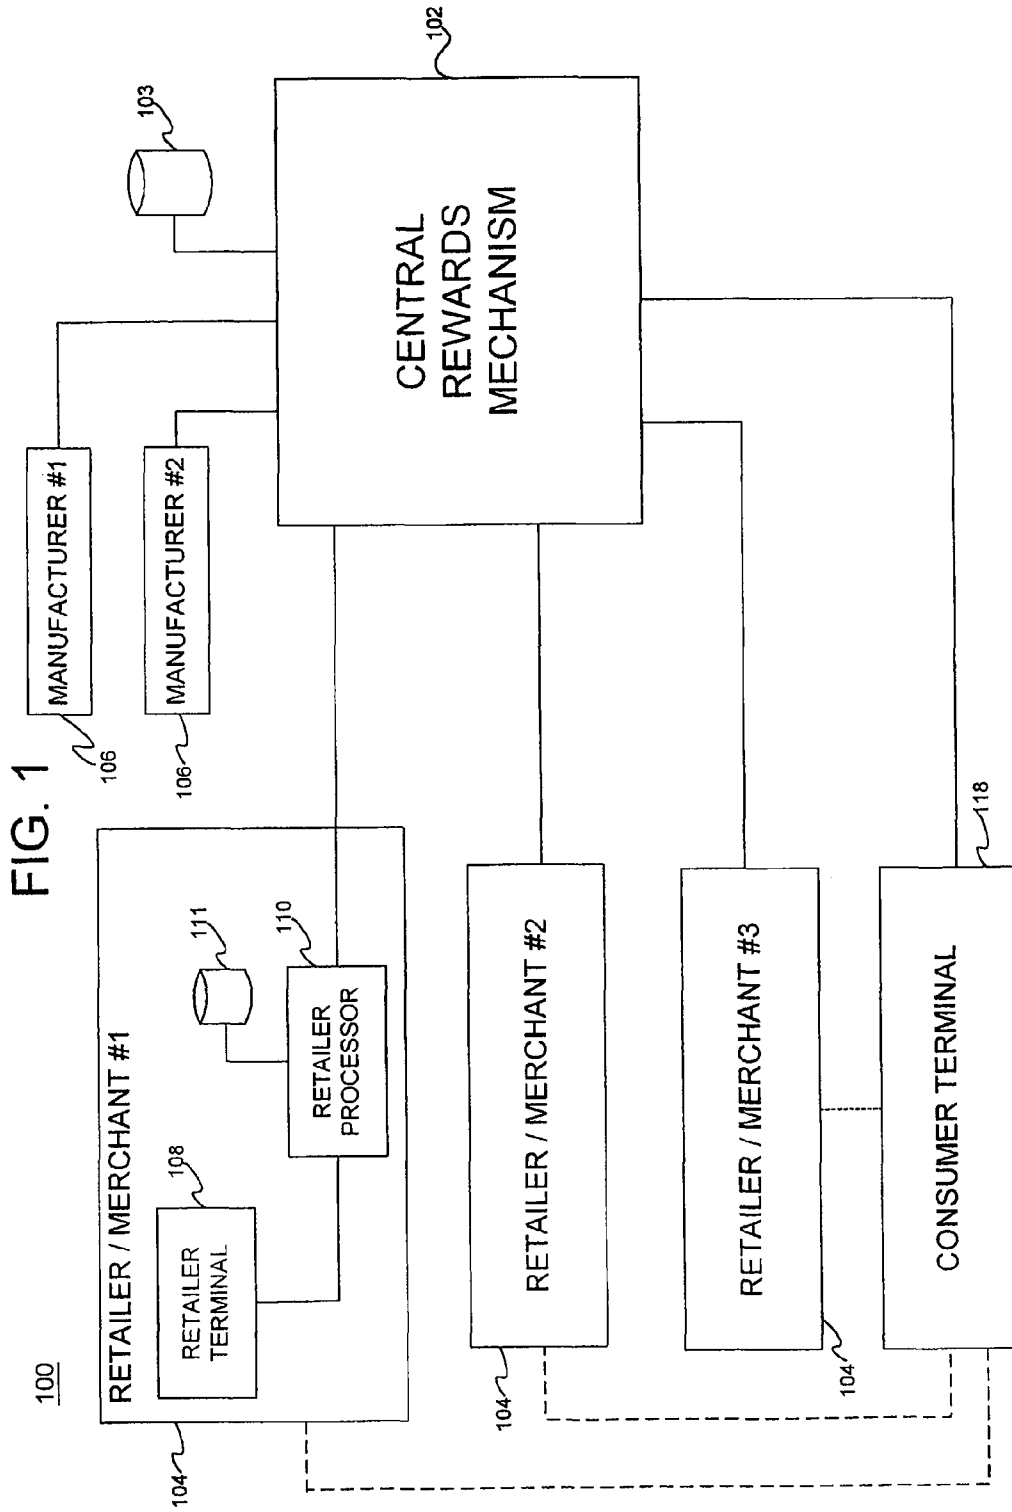 FIG. 1
100
104
RETAILER / MERCHANT #1
108
RETAILER
TERMINAL
111
110
RETAILER
PROCESSOR
106
MANUFACTURER #1
106
MANUFACTURER #2
103
102
CENTRAL
REWARDS
MECHANISM
104
RETAILER / MERCHANT #2
104
RETAILER / MERCHANT #3
118
CONSUMER TERMINAL